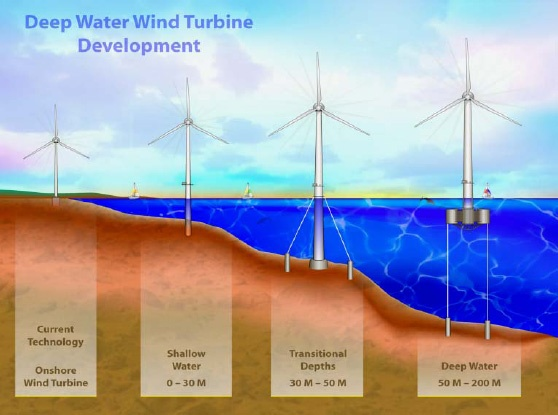 Deep Water Wind Turbine
Development
Current
Technology
Onshore
Wind Turbine
Shallow
Water
0 – 30 M
Transitional
Depths
30 M – 50 M
Deep Water
50 M – 200 M